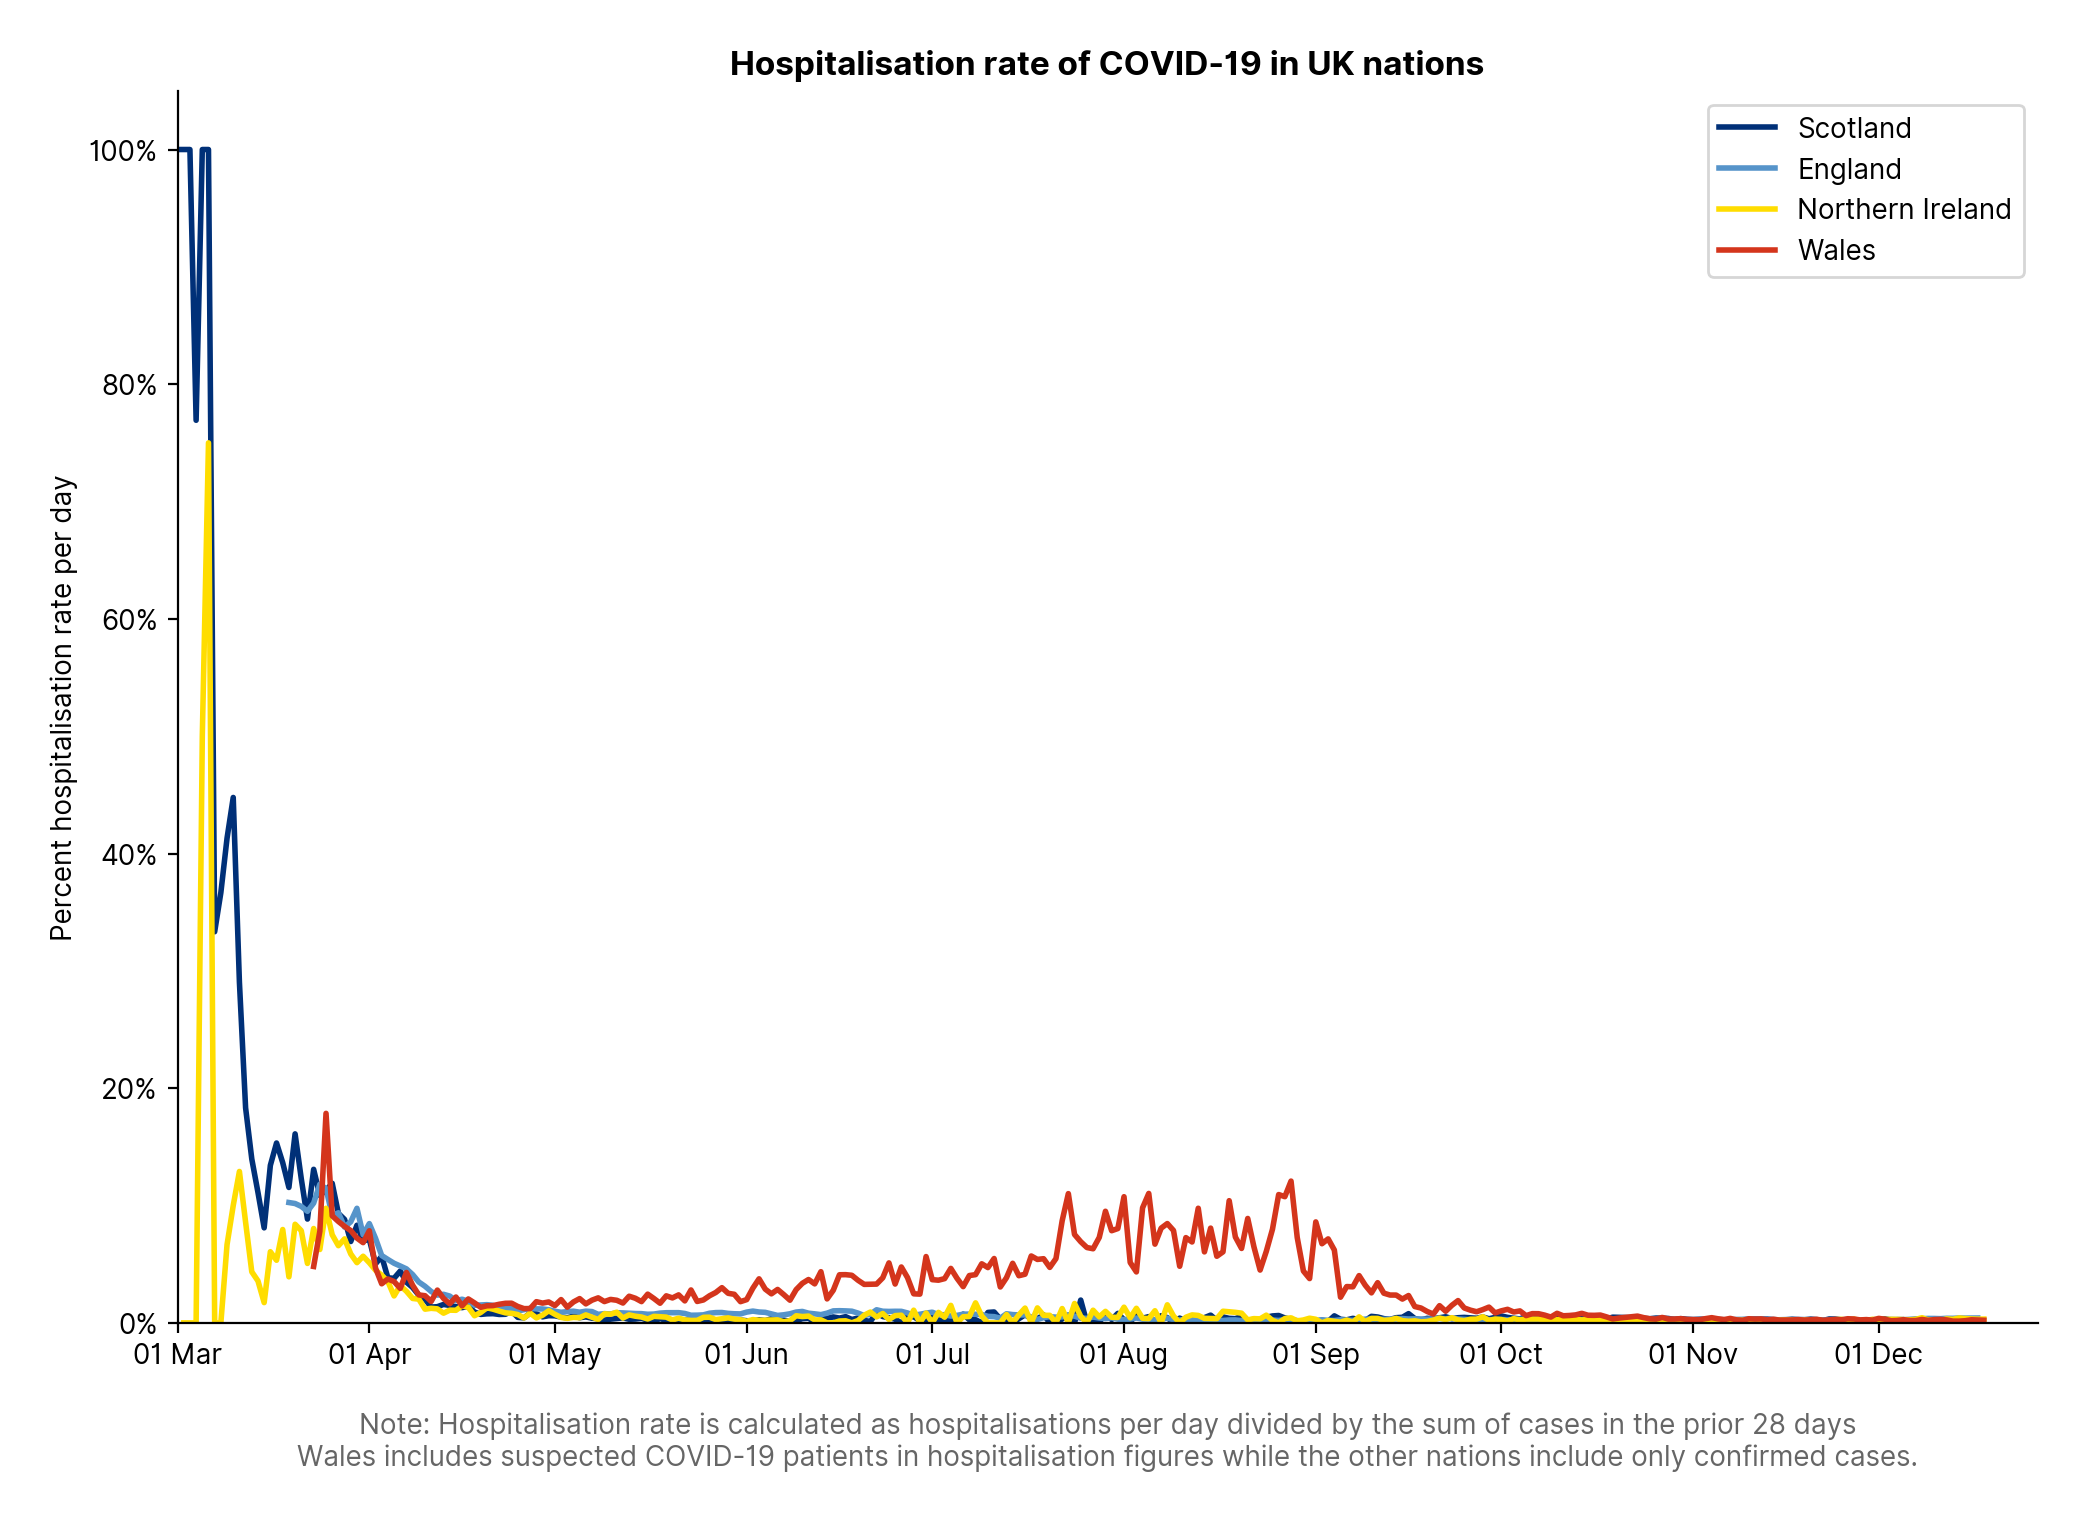 Hospitalisation rate of COVID-19 in UK nations
Scotland
England
Northern Ireland
Wales
100%
80%
60%
40%
20%
0%
Percent hospitalisation rate per day
01 Mar
01 Apr
01 May
01 Jun
01 Jul
01 Aug
01 Sep
01 Oct
01 Nov
01 Dec
Note: Hospitalisation rate is calculated as hospitalisations per day divided by the sum of cases in the prior 28 days
Wales includes suspected COVID-19 patients in hospitalisation figures while the other nations include only confirmed cases.